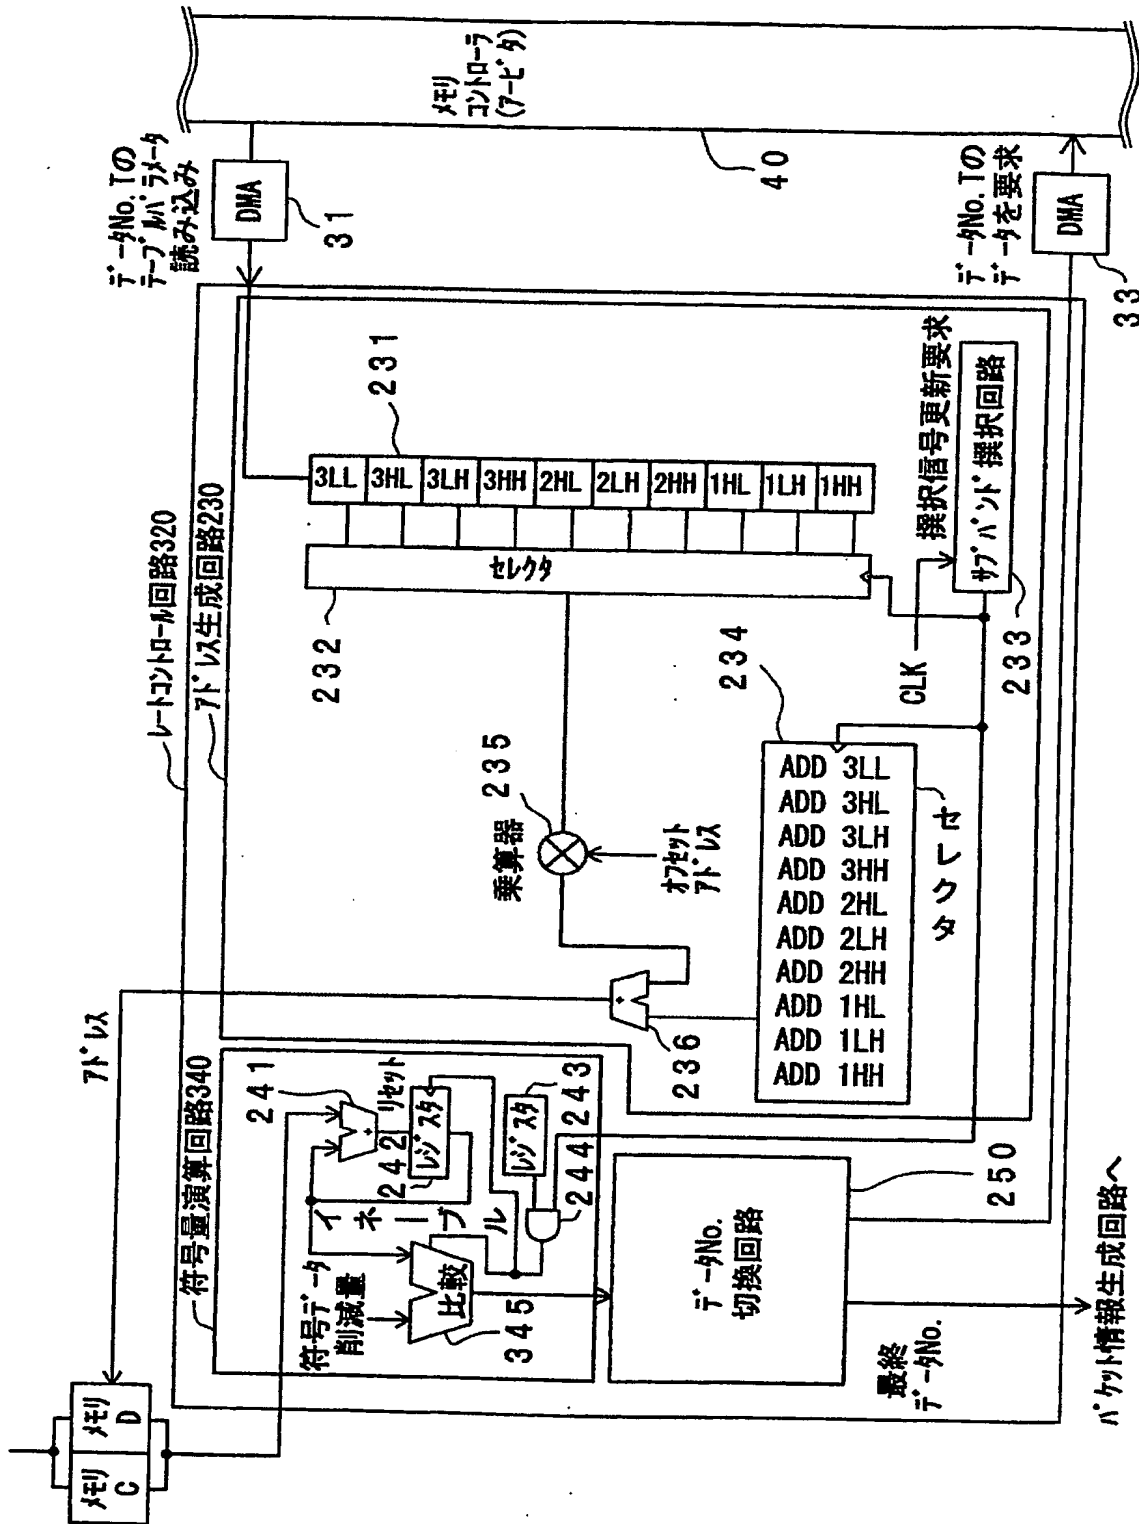 メモリ
C
メモリ
D
アドレス
レートコントロール回路320
アドレス生成回路230
符号量演算回路340
241
リセット
242
レジスタ
イネーブル
レジスタ
243
244
符号データ
削減量
比較
345
データNo.
切換回路
250
最終
データNo.
パケット情報生成回路へ
236
乗算器
235
オフセット
アドレス
ADD 3LL
ADD 3HL
ADD 3LH
ADD 3HH
ADD 2HL
ADD 2LH
ADD 2HH
ADD 1HL
ADD 1LH
ADD 1HH
セレクタ
234
232
セレクタ
3LL
3HL
3LH
3HH
2HL
2LH
2HH
1HL
1LH
1HH
231
CLK
撰択信号更新要求
サブバンド撰択回路
233
データNo.Tの
テーブルパラメータ
読み込み
DMA
31
メモリ
コントローラ
(アービタ)
40
データNo.Tの
データを要求
DMA
33